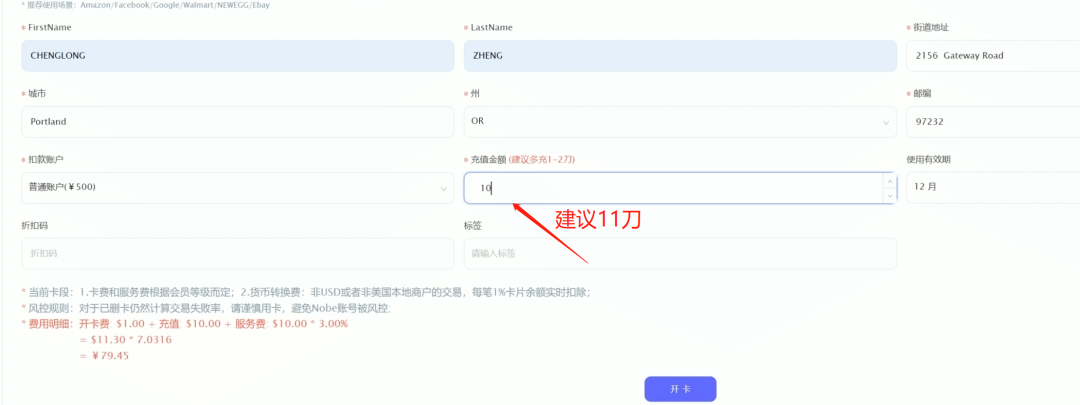 * 推荐使用场景：Amazon/Facebook/Google/Walmart/NEWEGG/Ebay
* FirstName
* LastName
* 街道地址
CHENGLONG
ZHENG
2156 Gateway Road
* 城市
* 州
* 邮编
Portland
OR
97232
* 扣款账户
* 充值金额 (建议多充1-2刀)
使用有效期
普通账户(￥500)
10
12 月
建议11刀
折扣码
标签
折扣码
请输入标签
* 当前卡段：1.卡费和服务费根据会员等级而定；2.货币转换费：非USD或者非美国本地商户的交易，每笔1%卡片余额实时扣除；
* 风控规则：对于已删卡仍然计算交易失败率，请谨慎用卡，避免Nobe账号被风控.
* 费用明细：开卡费: $1.00 + 充值: $10.00 + 服务费: $10.00 * 3.00%
= $11.30 * 7.0316
= ￥79.45
开 卡